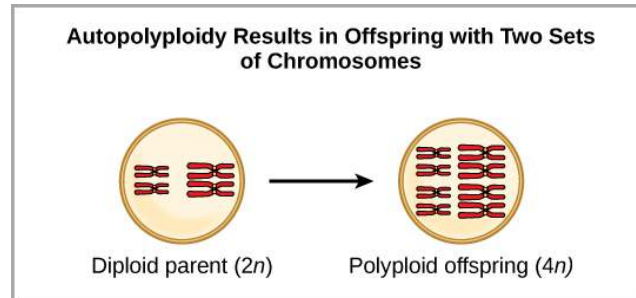 Autopolyploidy Results in Offspring with Two Sets
of Chromosomes
Diploid parent (2n)
Polyploid offspring (4n)